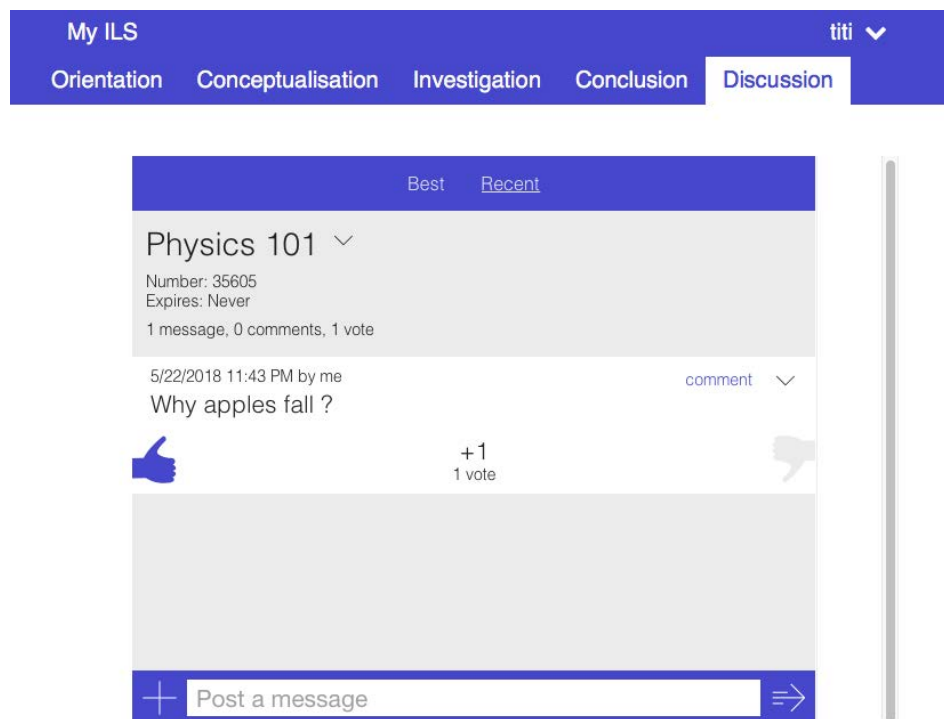 My ILS
titi
Orientation Conceptualisation Investigation Conclusion Discussion
Best Recent
Physics 101
Number: 35605
Expires: Never
1 message, 0 comments, 1 vote
5/22/2018 11:43 PM by me
comment
Why apples fall ?
+1
1 vote
Post a message